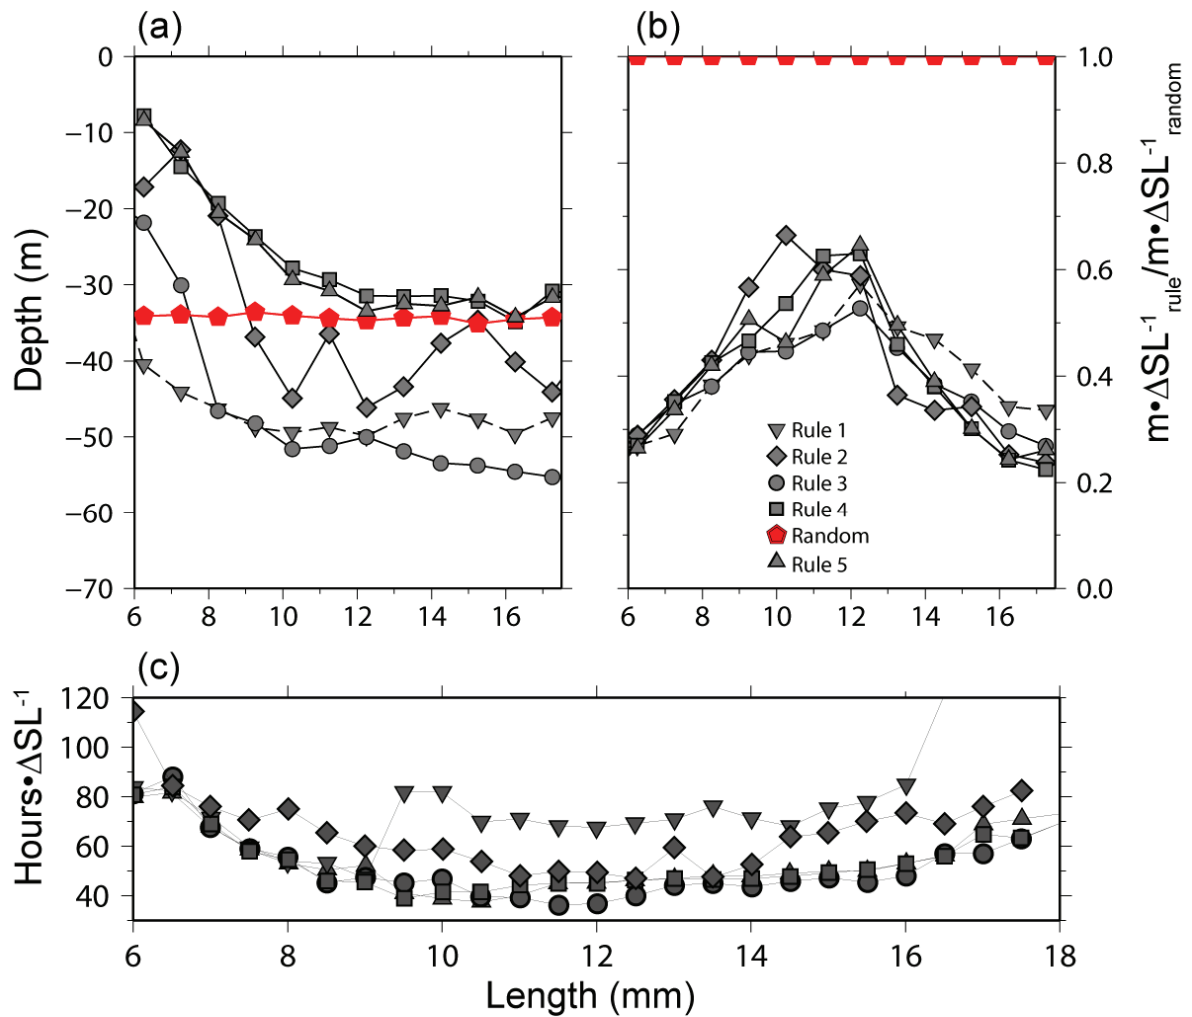 (a)
(b)
0
−10
−20
−30
−40
−50
−60
−70
Depth (m)
6 8 10 12 14 16
1.0
0.8
0.6
0.4
0.2
0.0
m•ΔSL⁻¹rule/m•ΔSL⁻¹random
Rule 1
Rule 2
Rule 3
Rule 4
Random
Rule 5
6 8 10 12 14 16
(c)
120
100
80
60
40
Hours•ΔSL⁻¹
6 8 10 12 14 16 18
Length (mm)